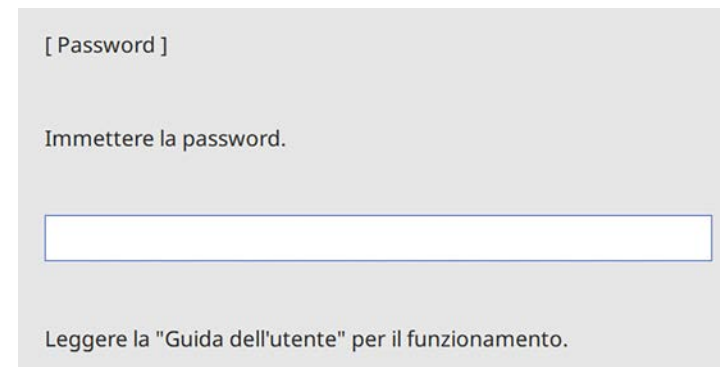 [ Password ]
Immettere la password.
Leggere la "Guida dell'utente" per il funzionamento.